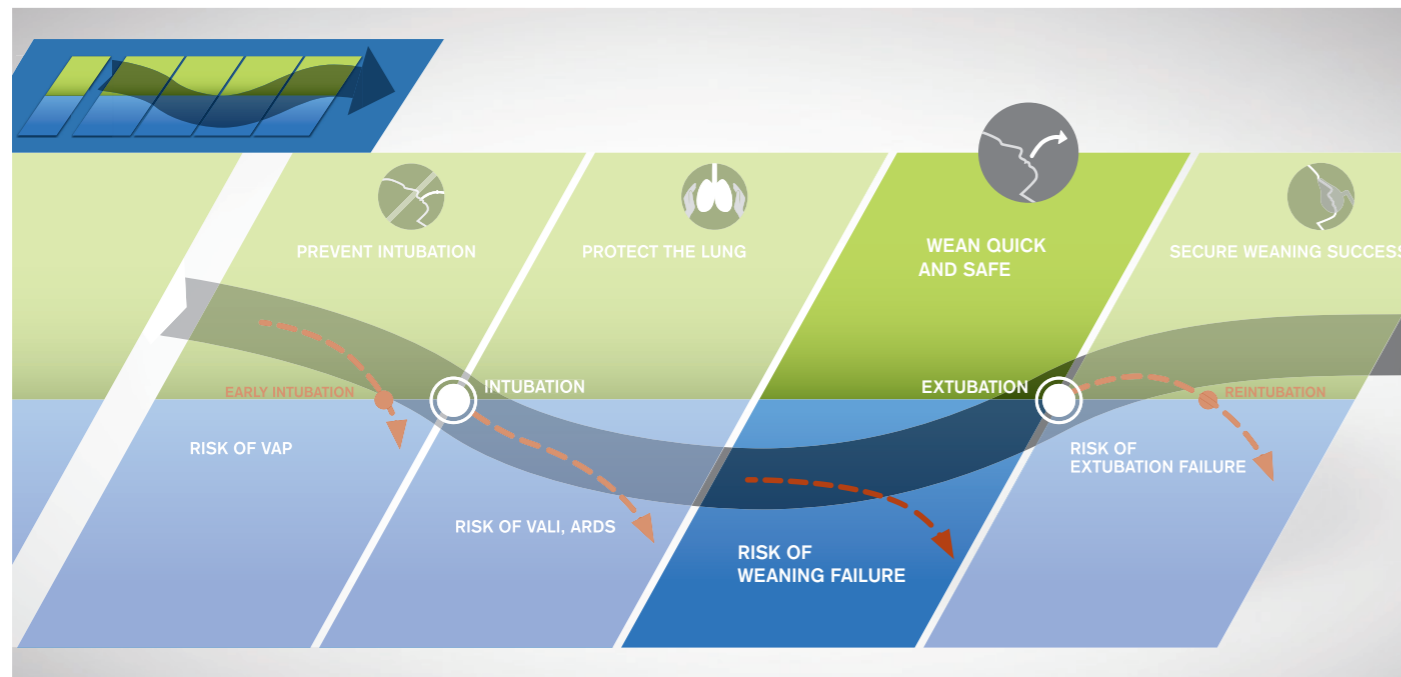 PREVENT INTUBATION
PROTECT THE LUNG
WEAN QUICK
AND SAFE
SECURE WEANING SUCCESS
EARLY INTUBATION
INTUBATION
EXTUBATION
REINTUBATION
RISK OF VAP
RISK OF VALI, ARDS
RISK OF
WEANING FAILURE
RISK OF
EXTUBATION FAILURE